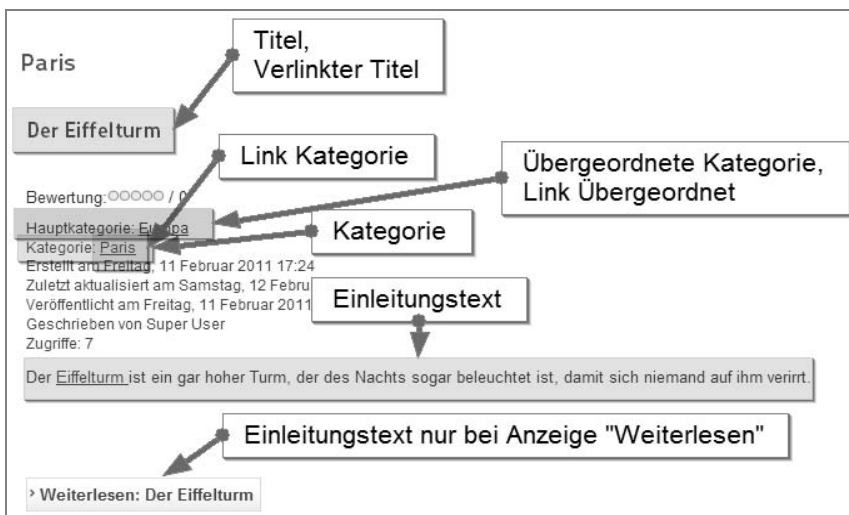 Paris
Titel,
Verlinkter Titel
Der Eiffelturm
Link Kategorie
Übergeordnete Kategorie,
Link Übergeordnet
Bewertung: / 0
Hauptkategorie: Europa
Kategorie: Paris
Kategorie
Erstellt am Freitag, 11 Februar 2011 17:24
Zuletzt aktualisiert am Samstag, 12
Veröffentlicht am Freitag, 11 Februar 2011
Einleitungstext
Geschrieben von Super User
Zugriffe: 7
Der Eiffelturm ist ein gar hoher Turm, der des Nachts sogar beleuchtet ist, damit sich niemand auf ihm verirrt.
Einleitungstext nur bei Anzeige "Weiterlesen"
› Weiterlesen: Der Eiffelturm